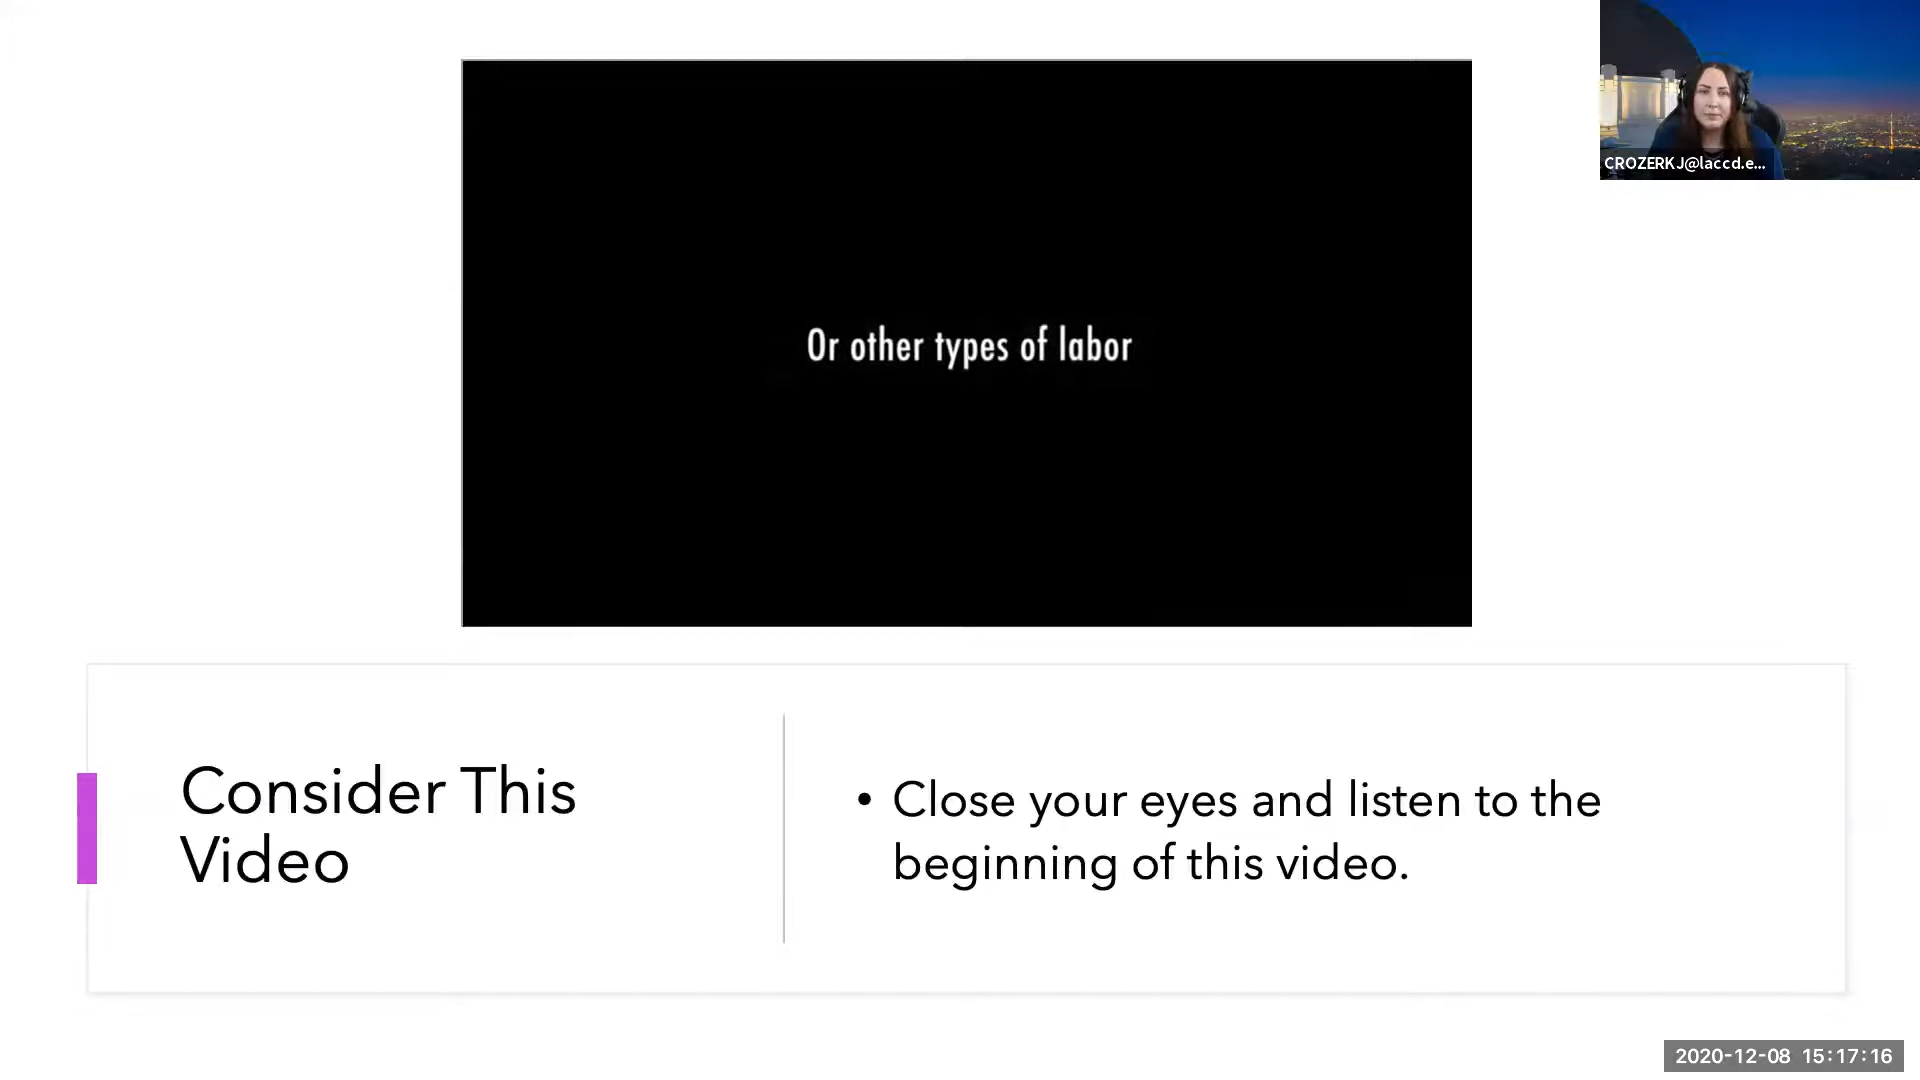 CROZERKJ@laccd.e...
Or other types of labor
Consider This
Video
• Close your eyes and listen to the
beginning of this video.
2020-12-08 15:17:16